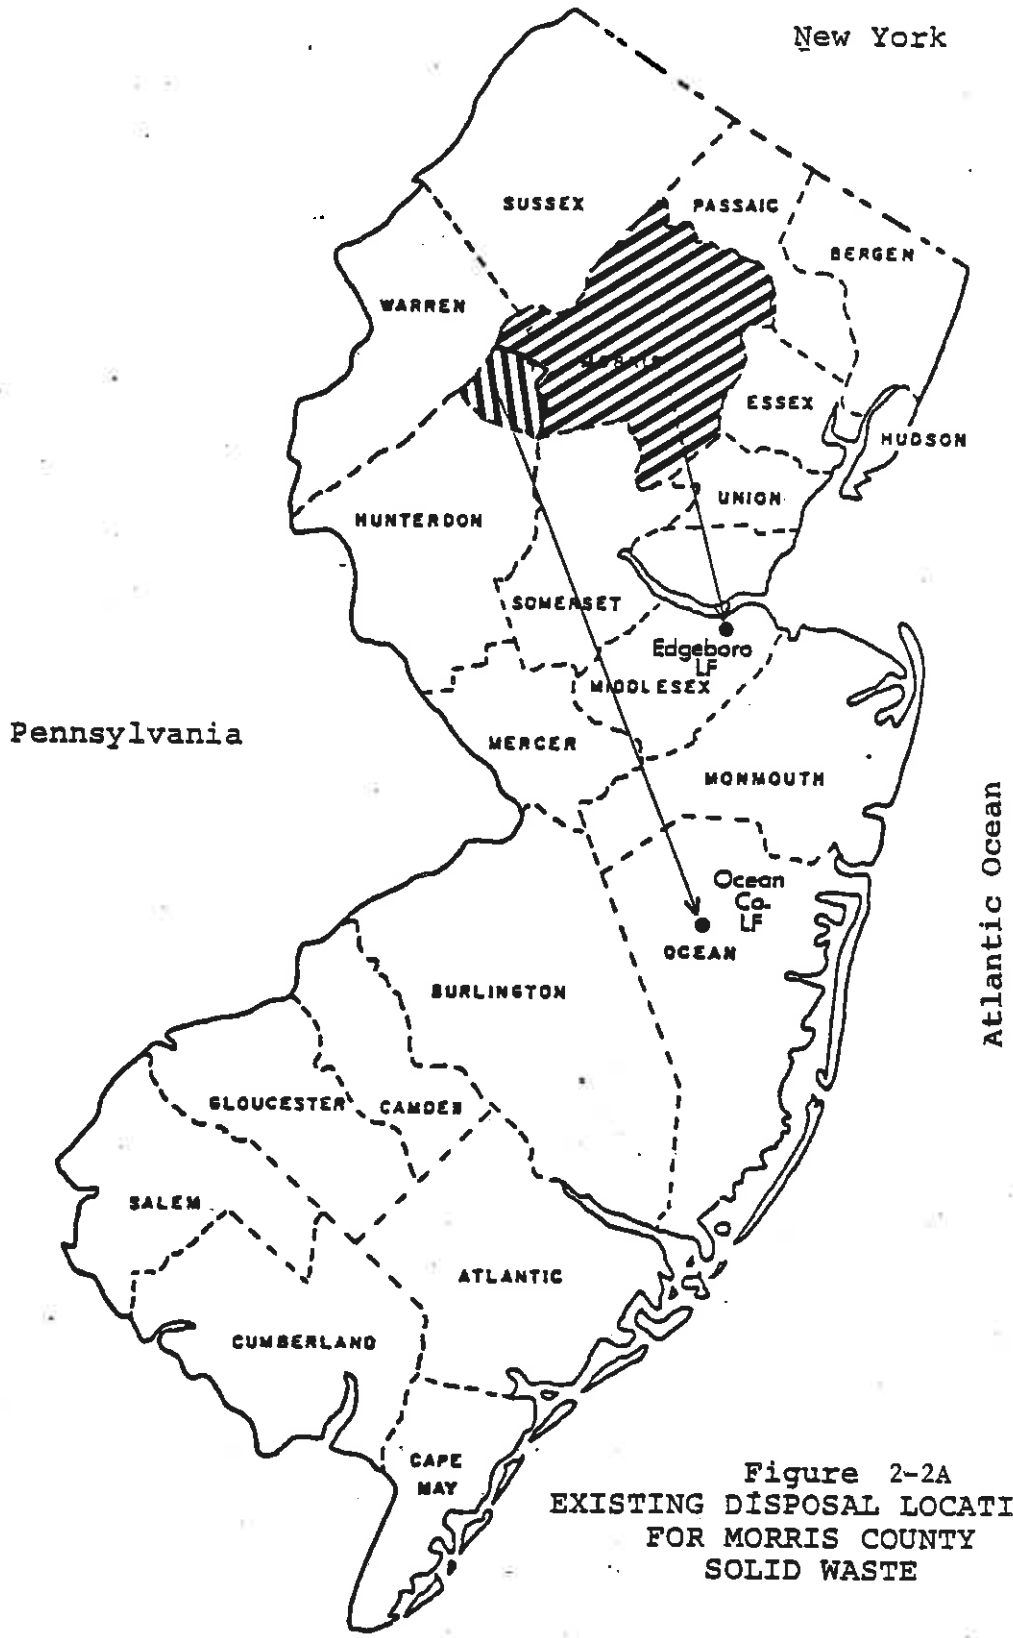 New York
SUSSEX
PASSAIC
BERGEN
WARREN
ESSEX
HUDSON
UNION
HUNTERDON
SOMERSET
Edgeboro
LF
MIDDLESEX
Pennsylvania
MERCER
MONMOUTH
Atlantic Ocean
Ocean
Co.
LF
OCEAN
BURLINGTON
GLOUCESTER
CAMDEN
SALEM
ATLANTIC
CUMBERLAND
CAPE
MAY
Figure 2-2A
EXISTING DISPOSAL LOCATI
FOR MORRIS COUNTY
SOLID WASTE